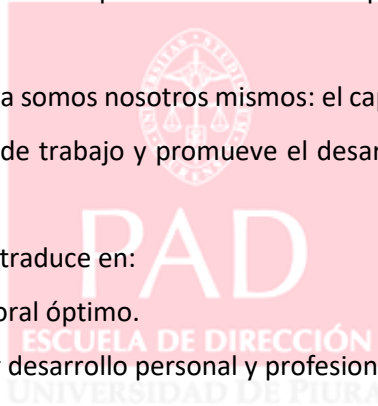 a somos nosotros mismos: el cap
de trabajo y promueve el desar
traduce en:
oral óptimo.
desarrollo personal y profesion
PAD
ESCUELA DE DIRECCIÓN
UNIVERSIDAD DE PIURA